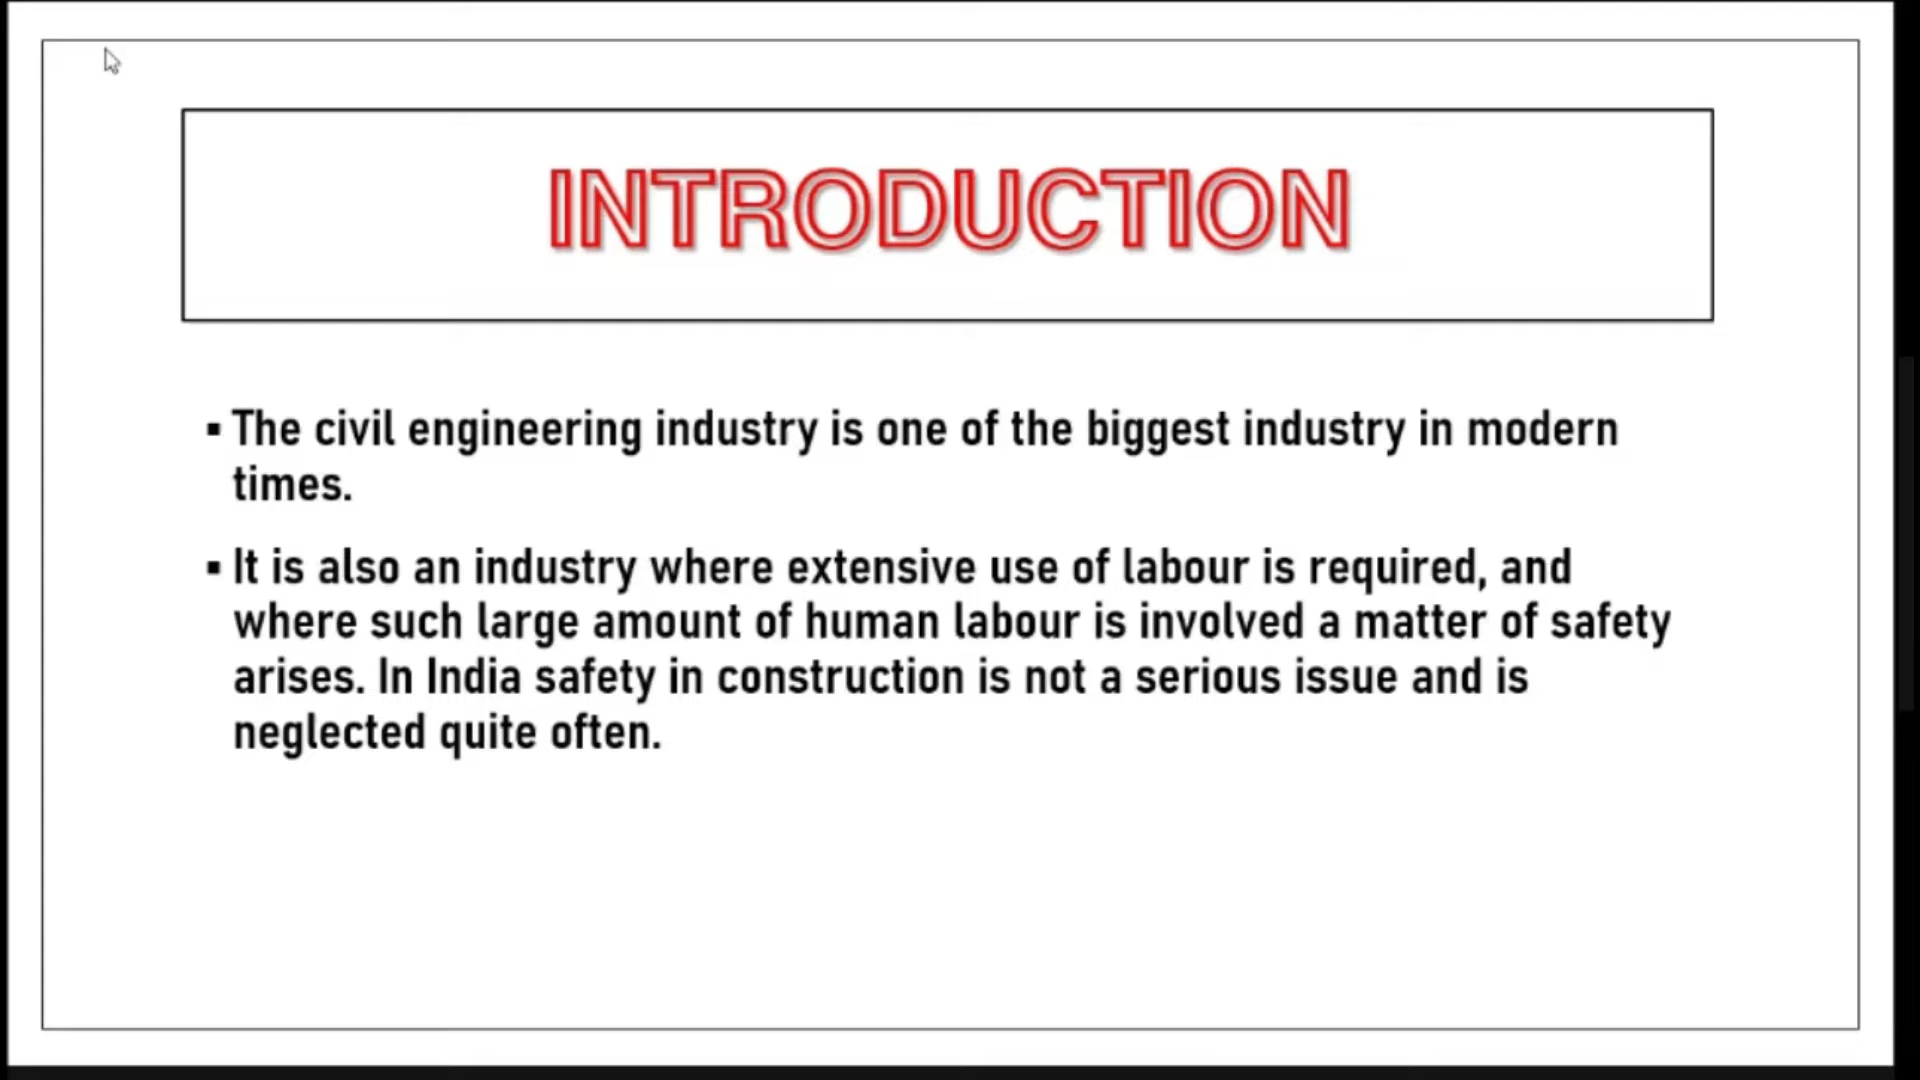 INTRODUCTION
▪ The civil engineering industry is one of the biggest industry in modern
times.
▪ It is also an industry where extensive use of labour is required, and
where such large amount of human labour is involved a matter of safety
arises. In India safety in construction is not a serious issue and is
neglected quite often.